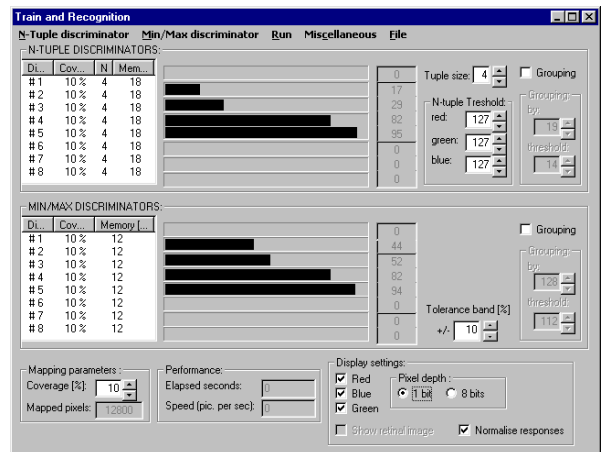 Train and Recognition
N-Tuple discriminator Min/Max discriminator Run Miscellaneous File
N-TUPLE DISCRIMINATORS:
Di... Cov... N Mem...
# 1 10 % 4 18 0
# 2 10 % 4 18 17
# 3 10 % 4 18 29
# 4 10 % 4 18 82
# 5 10 % 4 18 95
# 6 10 % 4 18 0
# 7 10 % 4 18 0
# 8 10 % 4 18 0
Tuple size: 4
N-tuple Treshold:
red: 127
green: 127
blue: 127
Grouping
Grouping:
by:
19
threshold:
14
MIN/MAX DISCRIMINATORS:
Di... Cov... Memory [...
# 1 10 % 12 0
# 2 10 % 12 44
# 3 10 % 12 52
# 4 10 % 12 82
# 5 10 % 12 94
# 6 10 % 12 0
# 7 10 % 12 0
# 8 10 % 12 0
Tolerance band [%]
+/- 10
Grouping
Grouping:
by:
128
threshold:
112
Mapping parameters :
Coverage [%]: 10
Mapped pixels: 12800
Performance:
Elapsed seconds: 0
Speed (pic. per sec): 0
Display settings:
Red
Blue
Green
Pixel depth :
1 bit 8 bits
Show retinal image Normalise responses